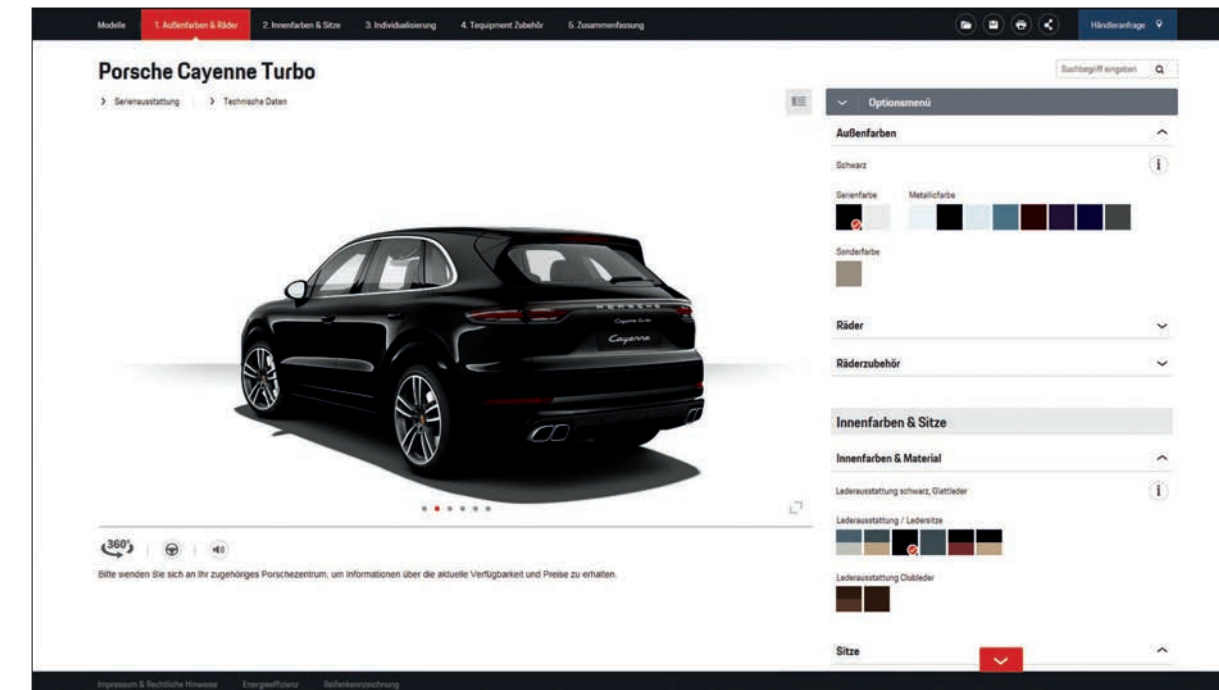 Modelle 1. Außenfarben & Räder 2. Innenfarben & Sitze 3. Individualisierung 4. Tequipment Zubehör 5. Zusammenfassung Händleranfrage
Porsche Cayenne Turbo
Suchbegriff eingeben
Serienausstattung Technische Daten
Optionsmenü
Außenfarben
Schwarz
i
Serienfarbe Metallicfarbe
Sonderfarbe
PORSCHE
Cayenne Turbo
Cayenne
Räder
Räderzubehör
Innenfarben & Sitze
Innenfarben & Material
Lederausstattung schwarz, Glattleder
i
Lederausstattung / Ledersitze
360°
Bitte wenden Sie sich an Ihr zugehöriges Porschezentrum, um Informationen über die aktuelle Verfügbarkeit und Preise zu erhalten.
Lederausstattung Clubleder
Sitze
Impressum & Rechtliche Hinweise Energieeffizienz Reifenkennzeichnung